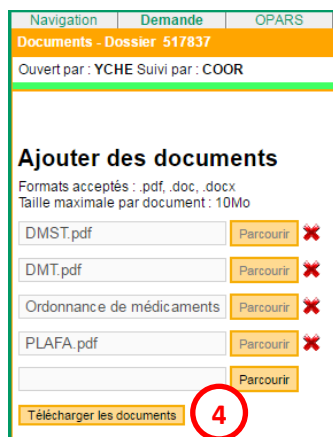 Navigation Demande OPARS
Documents - Dossier 517837
Ouvert par : YCHE Suivi par : COOR
Ajouter des documents
Formats acceptés : .pdf, .doc, .docx
Taille maximale par document : 10Mo
DMST.pdf Parcourir
DMT.pdf Parcourir
Ordonnance de médicaments Parcourir
PLAFA.pdf Parcourir
Parcourir
Télécharger les documents 4